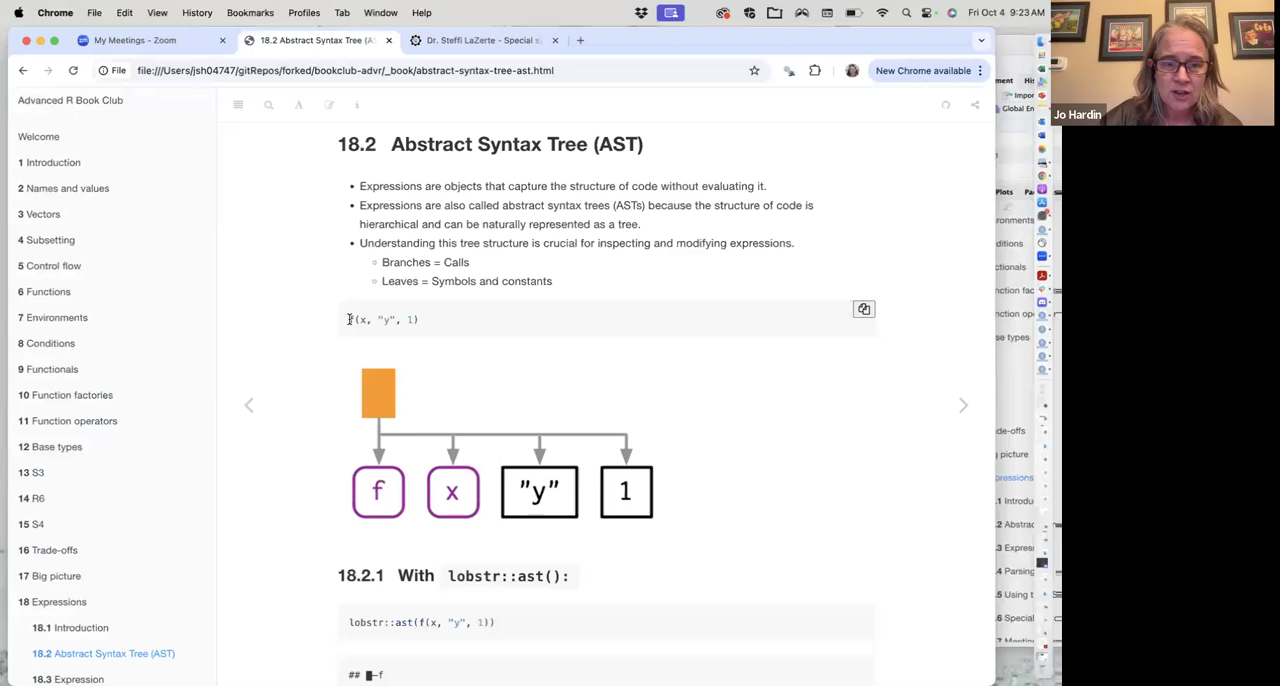 Chrome File Edit View History Bookmarks Profiles Tab Window Help Fri Oct 4 9:23 AM
My Meetings - Zoom 18.2 Abstract Syntax Tree (A Dr. Steffi LaZerte - Special s
File file:///Users/jsh04747/gitRepos/forked/bookclub-advr/_book/abstract-syntax-tree-ast.html New Chrome available
Jo Hardin
Advanced R Book Club
Welcome
1 Introduction
2 Names and values
3 Vectors
4 Subsetting
5 Control flow
6 Functions
7 Environments
8 Conditions
9 Functionals
10 Function factories
11 Function operators
12 Base types
13 S3
14 R6
15 S4
16 Trade-offs
17 Big picture
18 Expressions
18.1 Introduction
18.2 Abstract Syntax Tree (AST)
18.3 Expression
18.2 Abstract Syntax Tree (AST)
• Expressions are objects that capture the structure of code without evaluating it.
• Expressions are also called abstract syntax trees (ASTs) because the structure of code is
hierarchical and can be naturally represented as a tree.
• Understanding this tree structure is crucial for inspecting and modifying expressions.
◦ Branches = Calls
◦ Leaves = Symbols and constants
f(x, "y", 1)
f x "y" 1
18.2.1 With lobstr::ast():
lobstr::ast(f(x, "y", 1))
## █─f